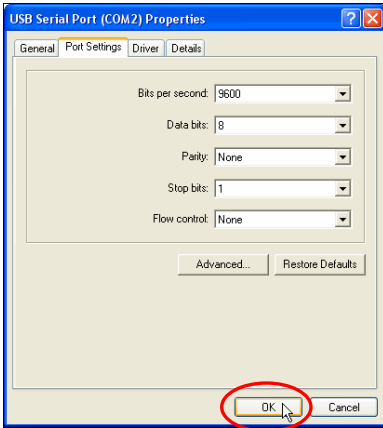 USB Serial Port (COM2) Properties
General Port Settings Driver Details
Bits per second: 9600
Data bits: 8
Parity: None
Stop bits: 1
Flow control: None
Advanced... Restore Defaults
OK Cancel